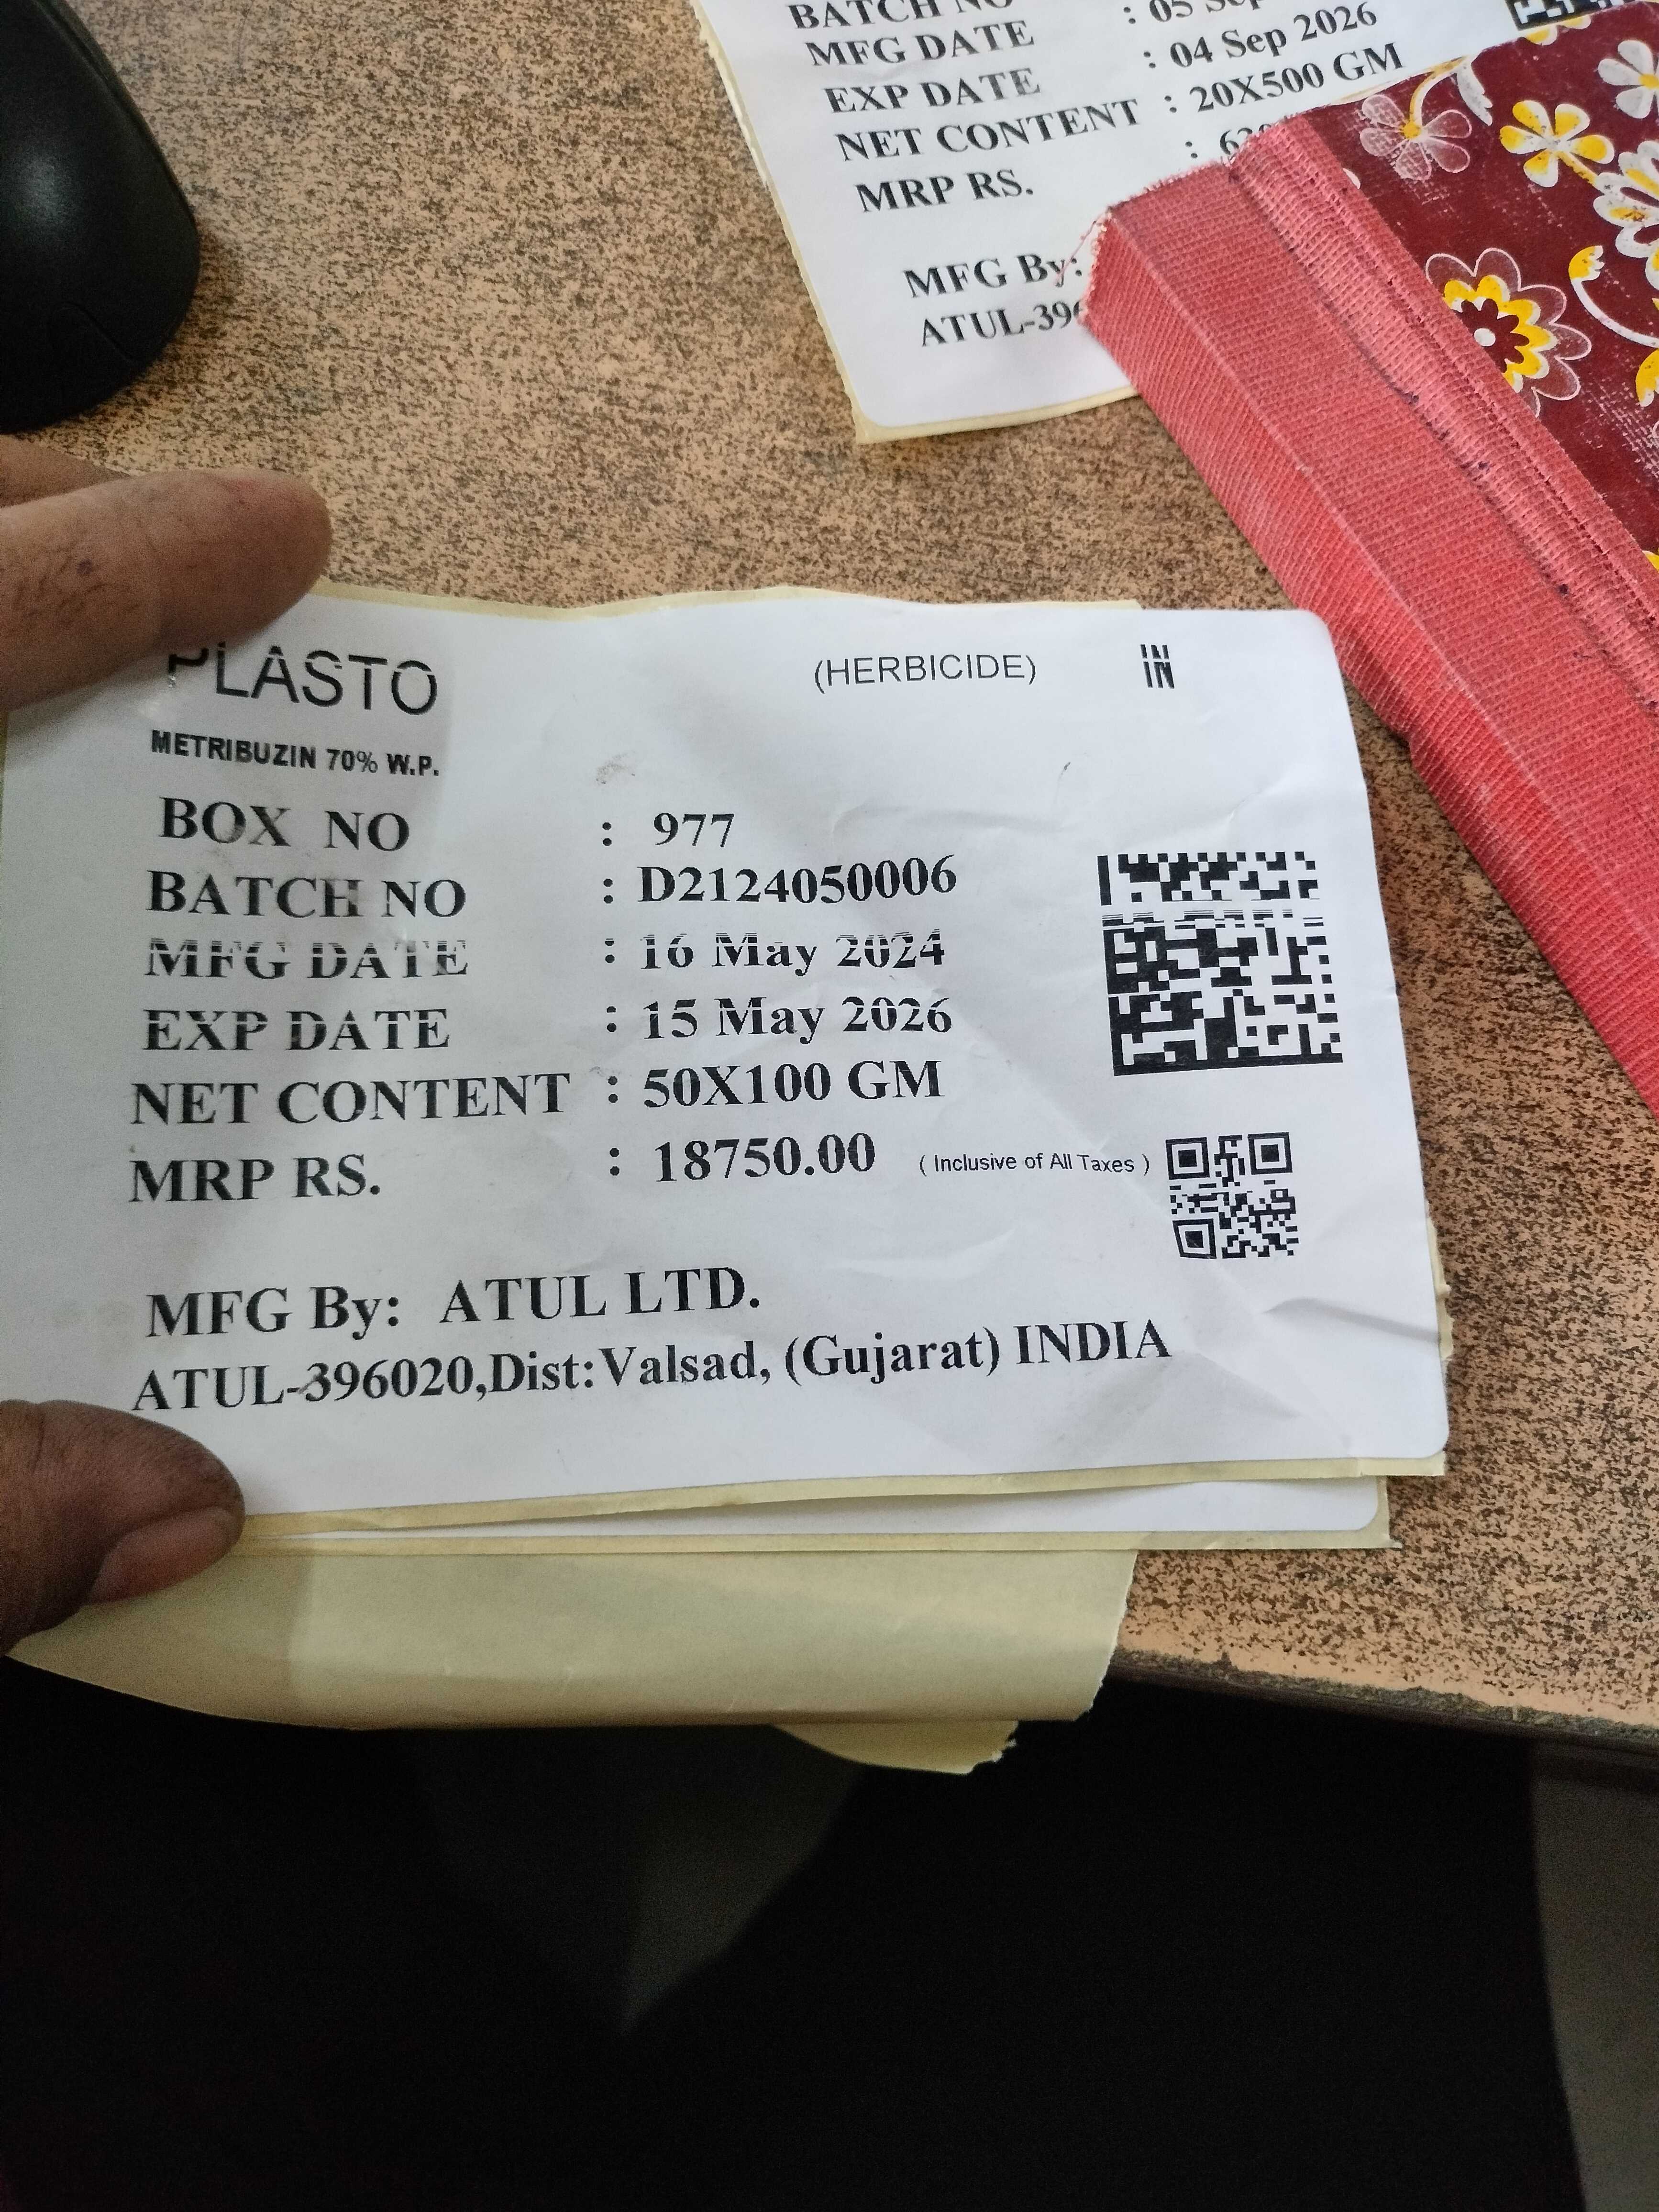 BATCH NO
MFG DATE : 05 Sep
EXP DATE : 04 Sep 2026
NET CONTENT : 20X500 GM
MRP RS. :
MFG By:
ATUL-396
PLASTO (HERBICIDE) IN
METRIBUZIN 70% W.P.
BOX NO : 977
BATCH NO : D2124050006
MFG DATE : 16 May 2024
EXP DATE : 15 May 2026
NET CONTENT : 50X100 GM
MRP RS. : 18750.00 ( Inclusive of All Taxes )
MFG By: ATUL LTD.
ATUL-396020,Dist:Valsad, (Gujarat) INDIA